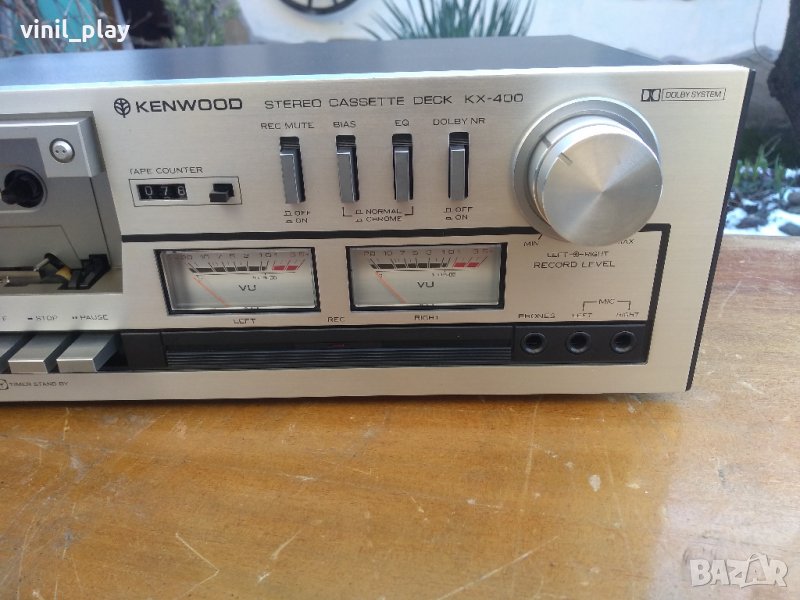 vinil_play
KENWOOD STEREO CASSETTE DECK KX-400
DOLBY SYSTEM
REC MUTE BIAS EQ DOLBY NR
TAPE COUNTER
076
OFF
ON
NORMAL
CHROME
OFF
ON
MIN MAX
LEFT RIGHT
RECORD LEVEL
VU VU
LEFT REC RIGHT
STOP PAUSE
PHONES LEFT MIC RIGHT
TIMER STAND BY
BAZAR